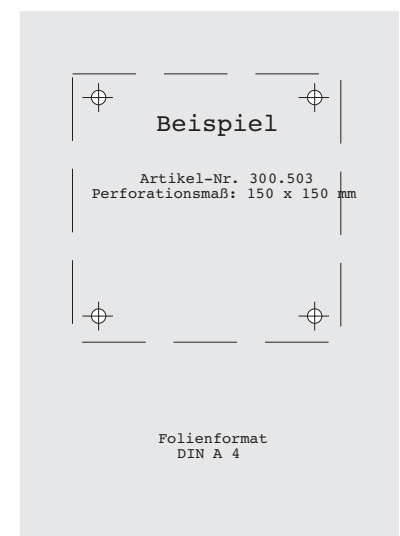 Beispiel
Artikel-Nr. 300.503
Perforationsmaß: 150 x 150 mm
Folienformat
DIN A 4